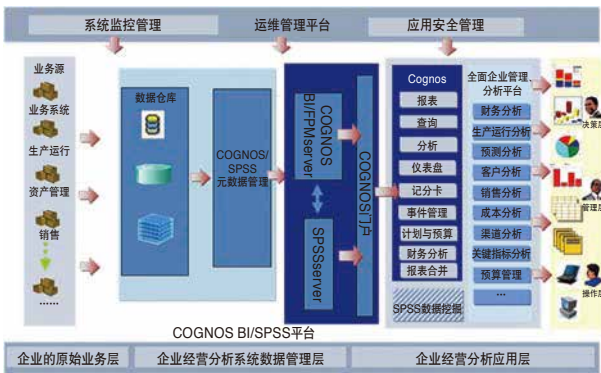 系统监控管理
运维管理平台
应用安全管理
业务源
业务系统
生产运行
资产管理
销售
……
数据仓库
COGNOS/
SPSS
元数据管理
COGNOS
BI/FPMserver
SPSSserver
COGNOS门户
Cognos
报表
查询
分析
仪表盘
记分卡
事件管理
计划与预算
财务分析
报表合并
SPSS数据挖掘
全面企业管理
分析平台
财务分析
生产运行分析
预测分析
客户分析
销售分析
成本分析
渠道分析
关键指标分析
预算管理
…
决策层
管理层
操作层
COGNOS BI/SPSS平台
企业的原始业务层
企业经营分析系统数据管理层
企业经营分析应用层